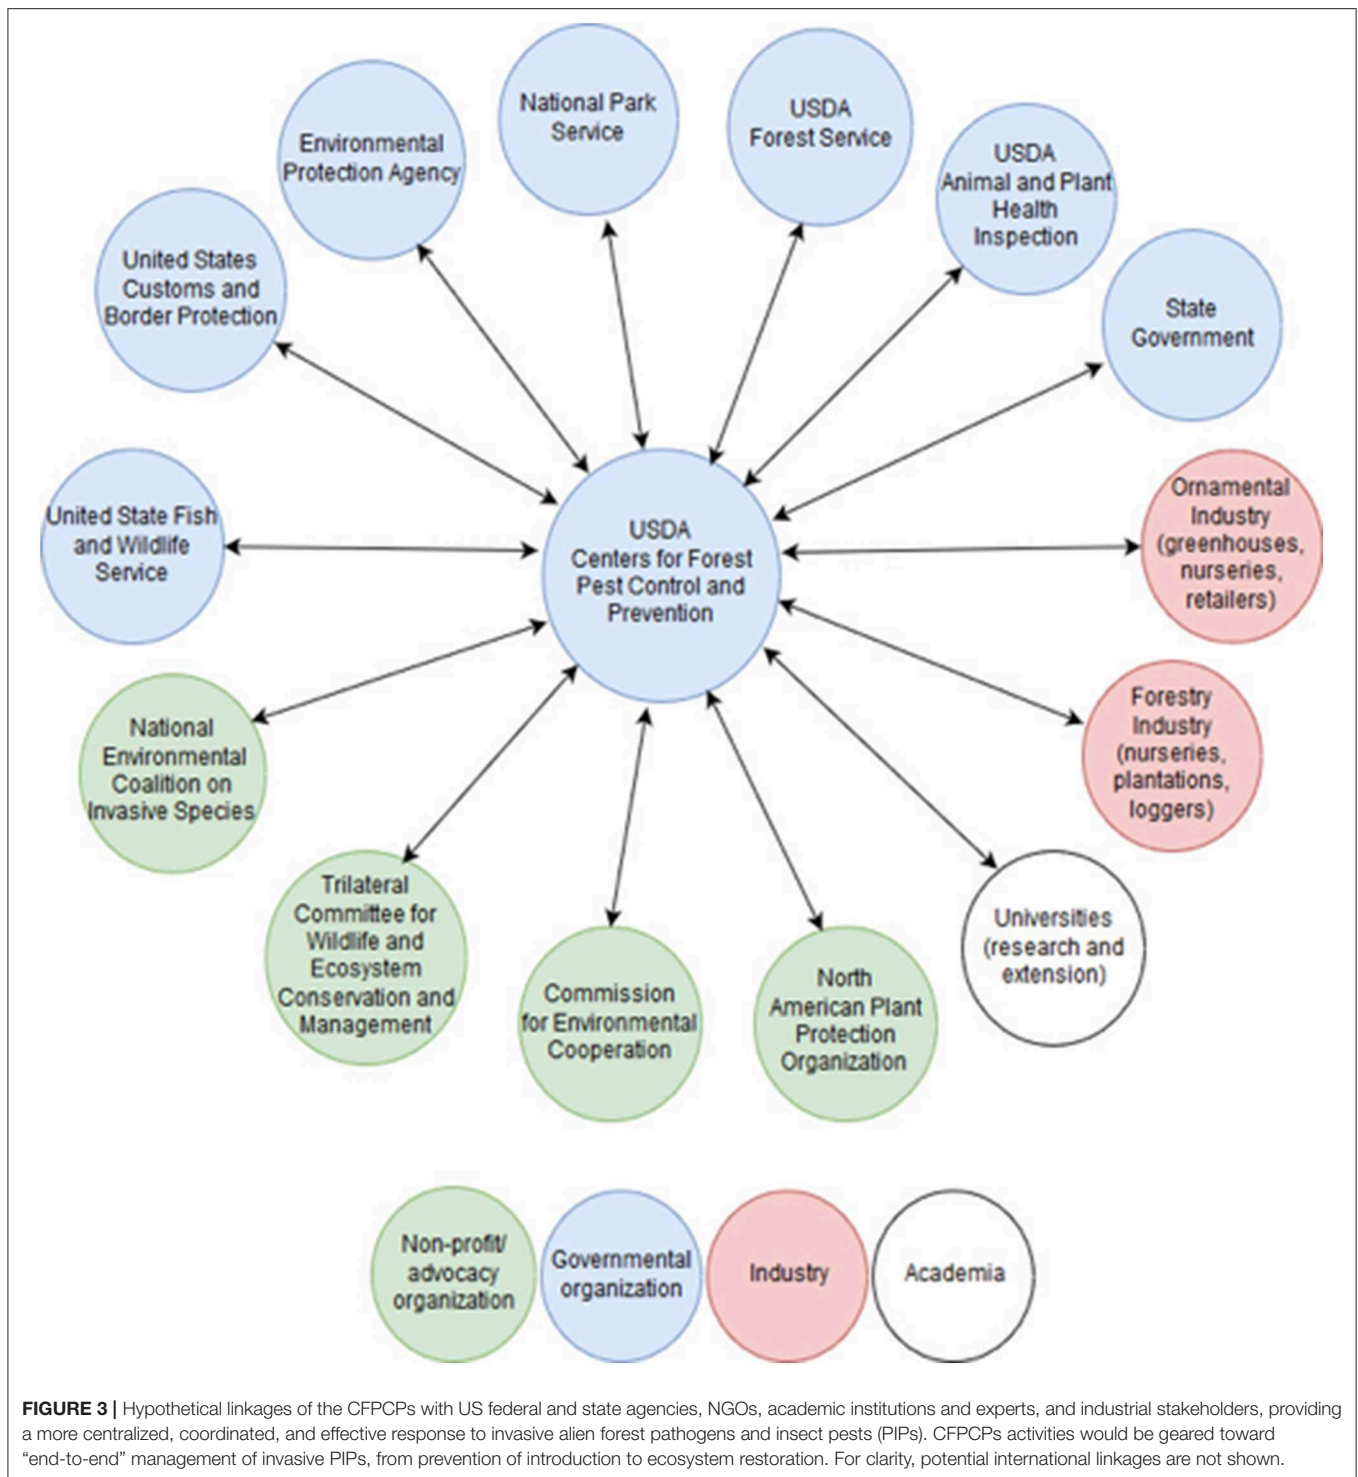 National Park
Service
USDA
Forest Service
Environmental
Protection Agency
USDA
Animal and Plant
Health
Inspection
United States
Customs and
Border Protection
State
Government
United State Fish
and Wildlife
Service
USDA
Centers for Forest
Pest Control and
Prevention
Ornamental
Industry
(greenhouses,
nurseries,
retailers)
National
Environmental
Coalition on
Invasive Species
Forestry
Industry
(nurseries,
plantations,
loggers)
Trilateral
Committee for
Wildlife and
Ecosystem
Conservation and
Management
Commission
for Environmental
Cooperation
North
American Plant
Protection
Organization
Universities
(research and
extension)
Non-profit/
advocacy
organization
Governmental
organization
Industry
Academia
FIGURE 3 | Hypothetical linkages of the CFPCPs with US federal and state agencies, NGOs, academic institutions and experts, and industrial stakeholders, providing
a more centralized, coordinated, and effective response to invasive alien forest pathogens and insect pests (PIPs). CFPCPs activities would be geared toward
“end-to-end” management of invasive PIPs, from prevention of introduction to ecosystem restoration. For clarity, potential international linkages are not shown.